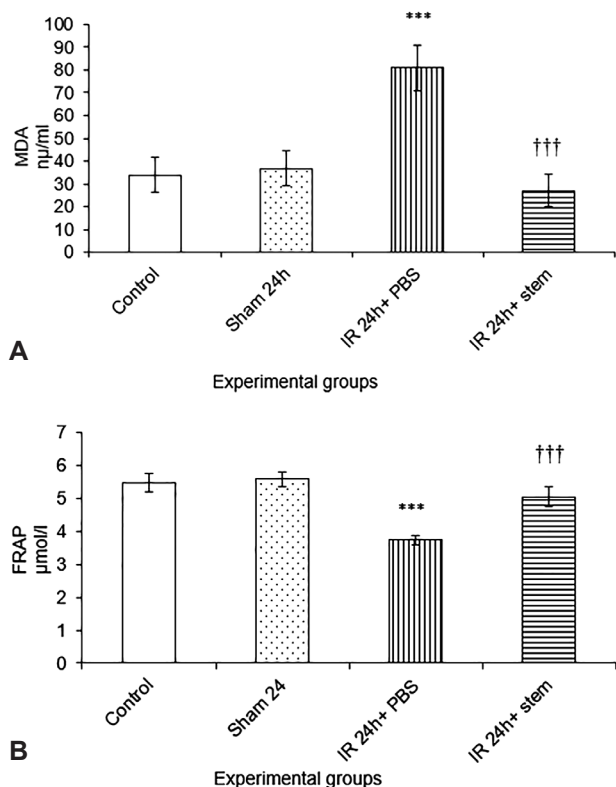 100
90
80
70
60
50
40
30
20
10
0
MDA
nµ/ml
***
†††
Control
Sham 24h
IR 24h+ PBS
IR 24h+ stem
A
Experimental groups
7
6
5
4
3
2
1
0
FRAP
µmol/l
***
†††
Control
Sham 24
IR 24h+ PBS
IR 24h+ stem
B
Experimental groups